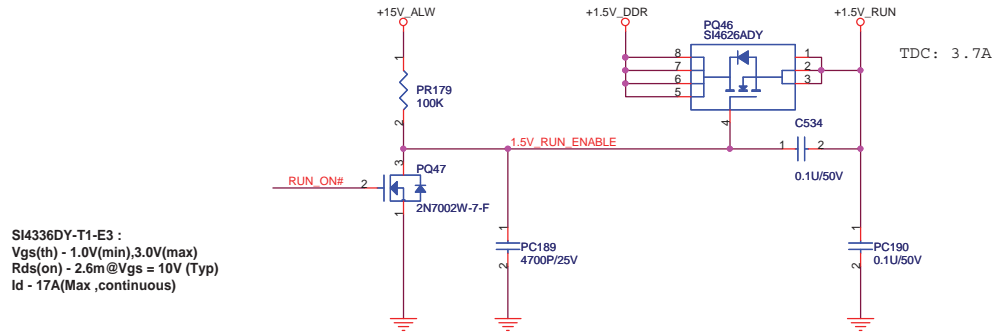 +15V_ALW
+1.5V_DDR
+1.5V_RUN
PQ46
SI4626ADY
TDC: 3.7A
8
7
6
5
1
2
3
4
1
PR179
100K
2
1.5V_RUN_ENABLE
C534
1
2
0.1U/50V
3
PQ47
RUN_ON#
2
2N7002W-7-F
1
SI4336DY-T1-E3 :
Vgs(th) - 1.0V(min),3.0V(max)
Rds(on) - 2.6m@Vgs = 10V (Typ)
Id - 17A(Max ,continuous)
1
PC189
4700P/25V
2
1
PC190
0.1U/50V
2